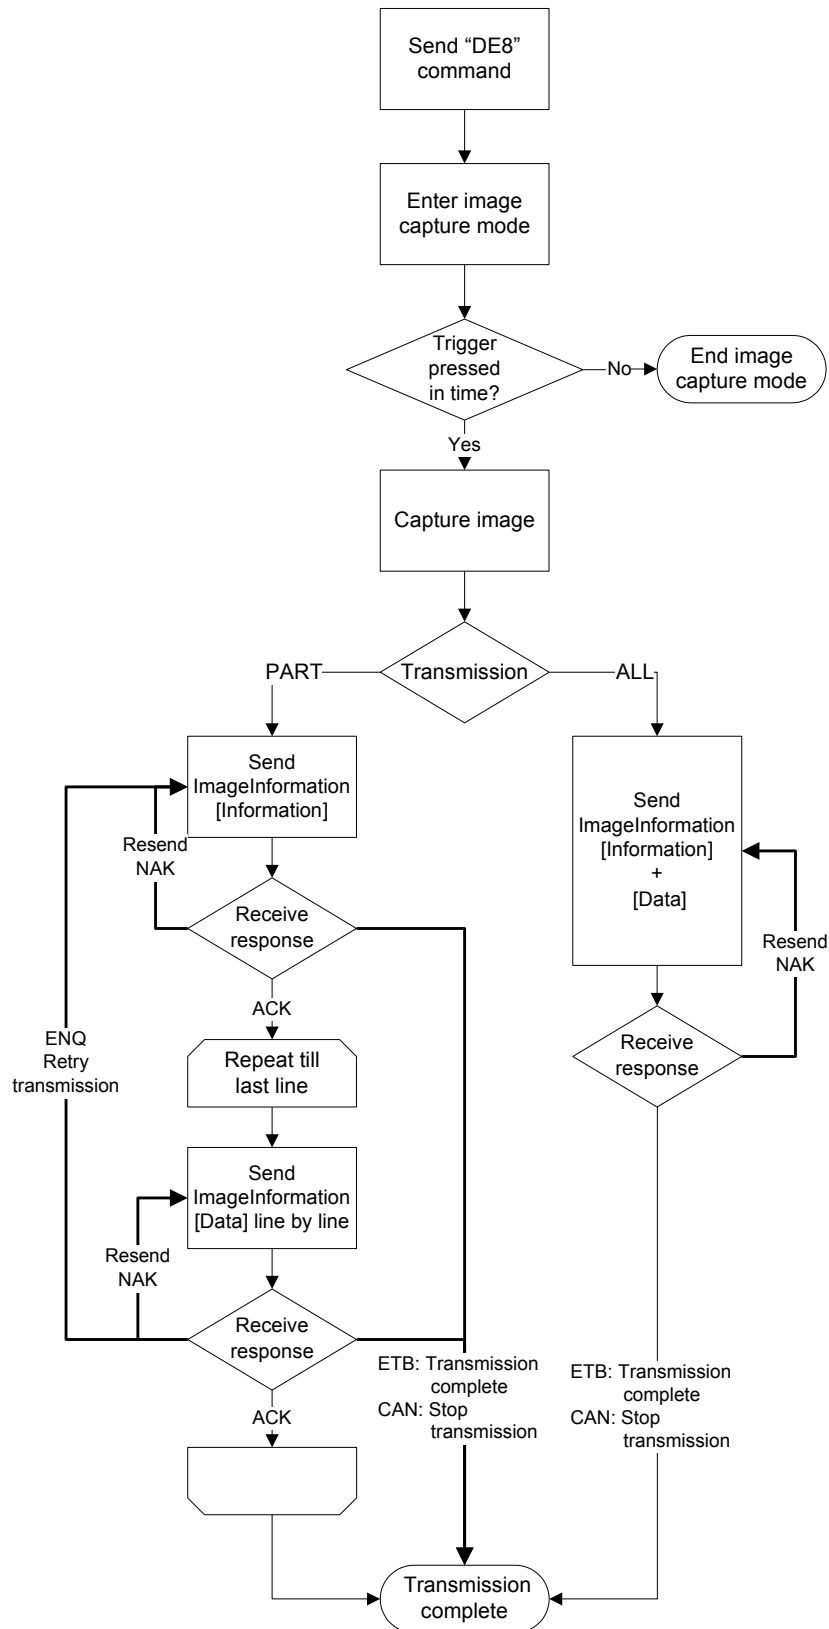 Send “DE8”
command
Enter image
capture mode
Trigger
pressed
in time?
No
End image
capture mode
Yes
Capture image
Transmission
PART
ALL
Send
ImageInformation
[Information]
Resend
NAK
Receive
response
ACK
ENQ
Retry
transmission
Repeat till
last line
Send
ImageInformation
[Data] line by line
Resend
NAK
Receive
response
ACK
ETB: Transmission
complete
CAN: Stop
transmission
Send
ImageInformation
[Information]
+
[Data]
Resend
NAK
Receive
response
ETB: Transmission
complete
CAN: Stop
transmission
Transmission
complete